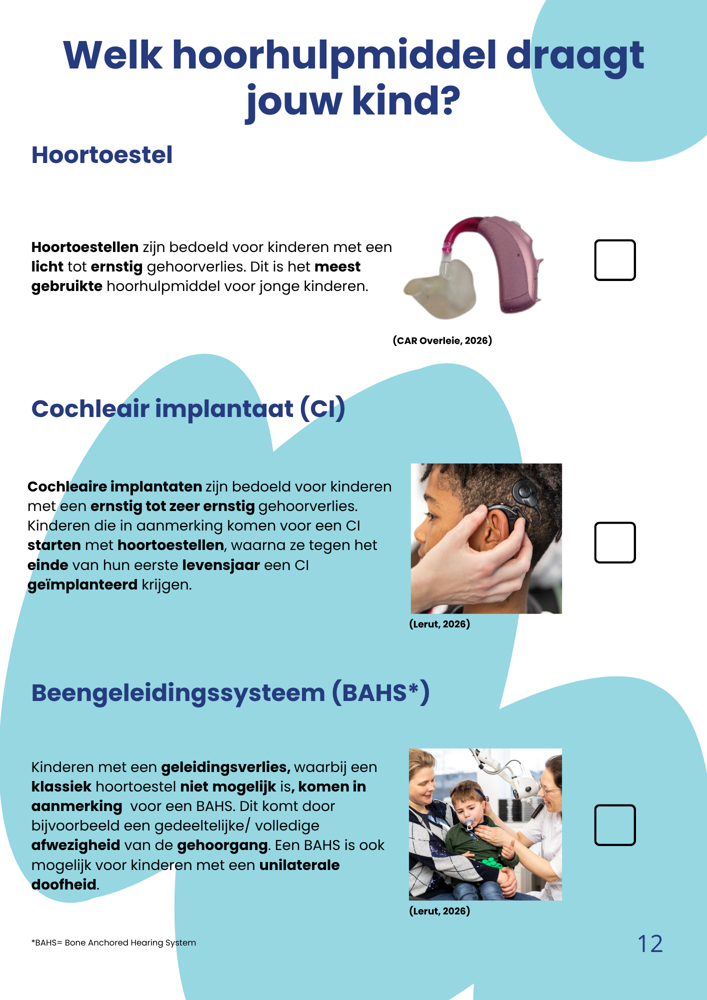 Welk hoorhulpmiddel draagt
jouw kind?
Hoortoestel
Hoortoestellen zijn bedoeld voor kinderen met een
licht tot ernstig gehoorverlies. Dit is het meest
gebruikte hoorhulpmiddel voor jonge kinderen.
(CAR Overleie, 2026)
Cochleair implantaat (CI)
Cochleaire implantaten zijn bedoeld voor kinderen
met een ernstig tot zeer ernstig gehoorverlies.
Kinderen die in aanmerking komen voor een CI
starten met hoortoestellen, waarna ze tegen het
einde van hun eerste levensjaar een CI
geïmplanteerd krijgen.
(Lerut, 2026)
Beengeleidingssysteem (BAHS*)
Kinderen met een geleidingsverlies, waarbij een
klassiek hoortoestel niet mogelijk is, komen in
aanmerking  voor een BAHS. Dit komt door
bijvoorbeeld een gedeeltelijke/ volledige
afwezigheid van de gehoorgang. Een BAHS is ook
mogelijk voor kinderen met een unilaterale
doofheid.
(Lerut, 2026)
*BAHS= Bone Anchored Hearing System
12